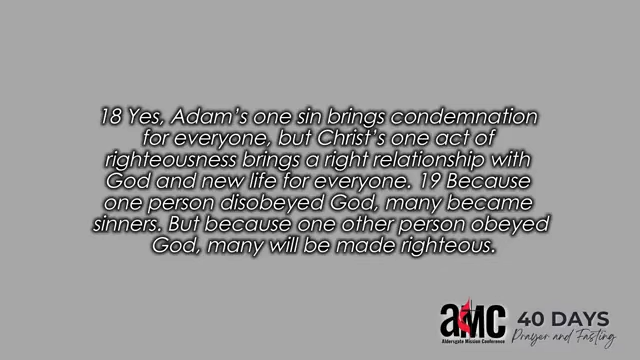 18 Yes, Adam's one sin brings condemnation
for everyone, but Christ's one act of
righteousness brings a right relationship with
God and new life for everyone. 19 Because
one person disobeyed God, many became
sinners. But because one other person obeyed
God, many will be made righteous.
aMC
Aldersgate Mission Conference
40 DAYS
Prayer and Fasting